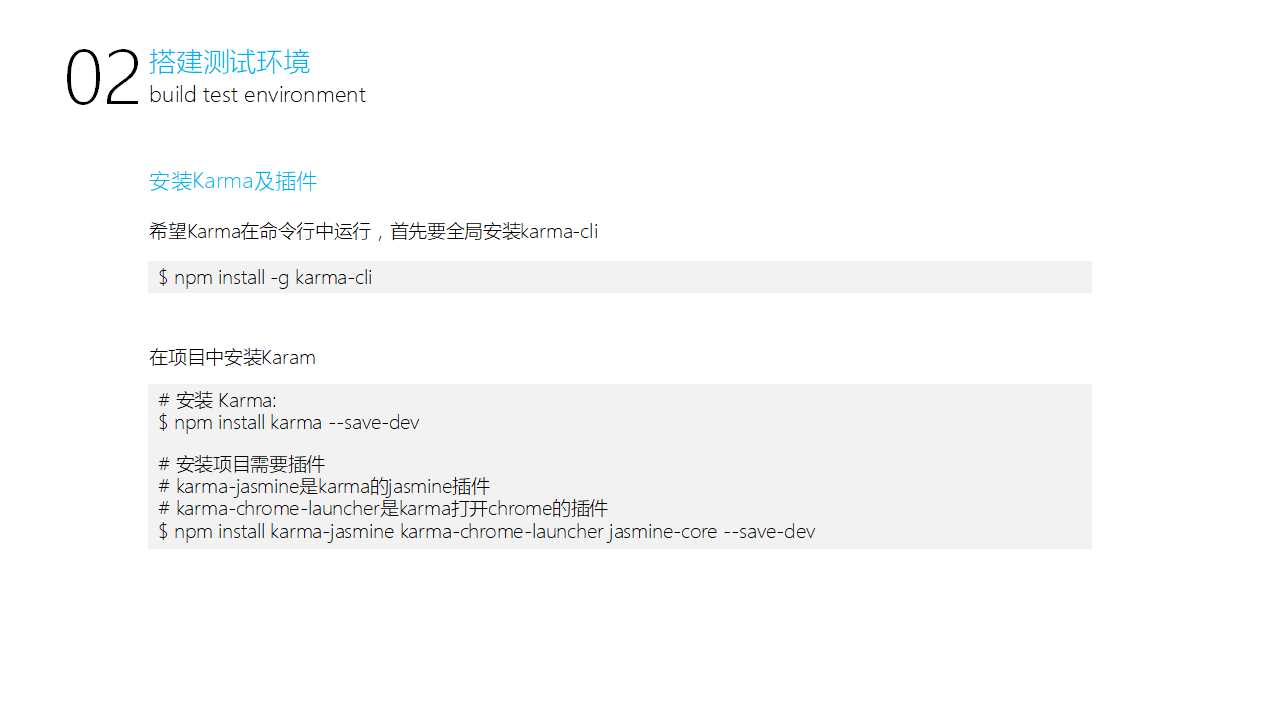 02
搭建测试环境
build test environment
安装Karma及插件
希望Karma在命令行中运行，首先要全局安装karma-cli
$ npm install -g karma-cli
在项目中安装Karam
# 安装 Karma:
$ npm install karma --save-dev
# 安装项目需要插件
# karma-jasmine是karma的jasmine插件
# karma-chrome-launcher是karma打开chrome的插件
$ npm install karma-jasmine karma-chrome-launcher jasmine-core --save-dev